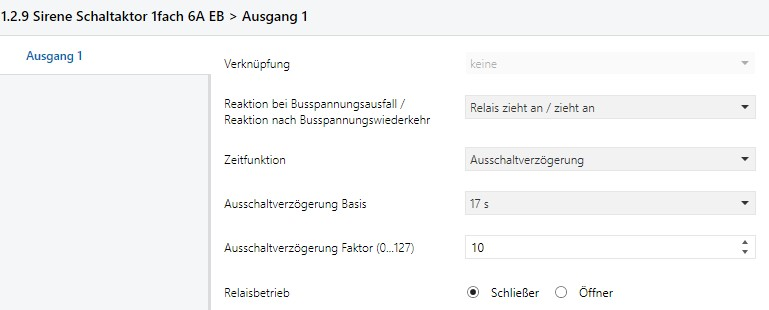 1.2.9 Sirene Schaltaktor 1fach 6A EB > Ausgang 1
Ausgang 1
Verknüpfung
keine
Reaktion bei Busspannungsausfall /
Reaktion nach Busspannungswiederkehr
Relais zieht an / zieht an
Zeitfunktion
Ausschaltverzögerung
Ausschaltverzögerung Basis
17 s
Ausschaltverzögerung Faktor (0...127)
10
Relaisbetrieb
Schließer
Öffner